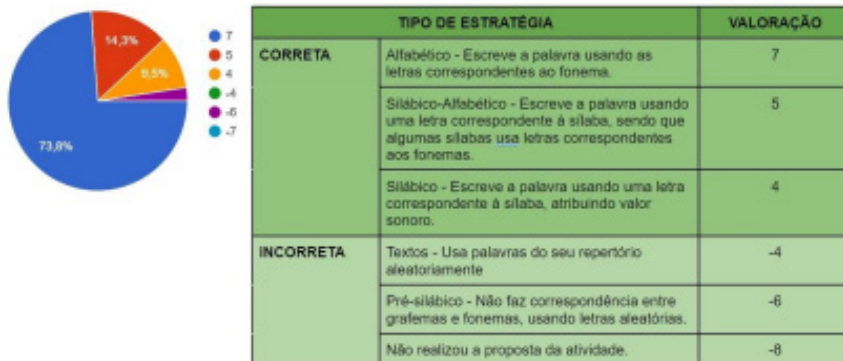 14,3%
9,5%
73,8%
7
5
4
-4
-6
-7
TIPO DE ESTRATÉGIA VALORAÇÃO
CORRETA Alfabético - Escreve a palavra usando as 7
letras correspondentes ao fonema.
Silábico-Alfabético - Escreve a palavra usando 5
uma letra correspondente à sílaba, sendo que
algumas sílabas usa letras correspondentes
aos fonemas.
Silábico - Escreve a palavra usando uma letra 4
correspondente à sílaba, atribuindo valor
sonoro.
INCORRETA Textos - Usa palavras do seu repertório -4
aleatoriamente
Pré-silábico - Não faz correspondência entre -6
grafemas e fonemas, usando letras aleatórias.
Não realizou a proposta da atividade. -8